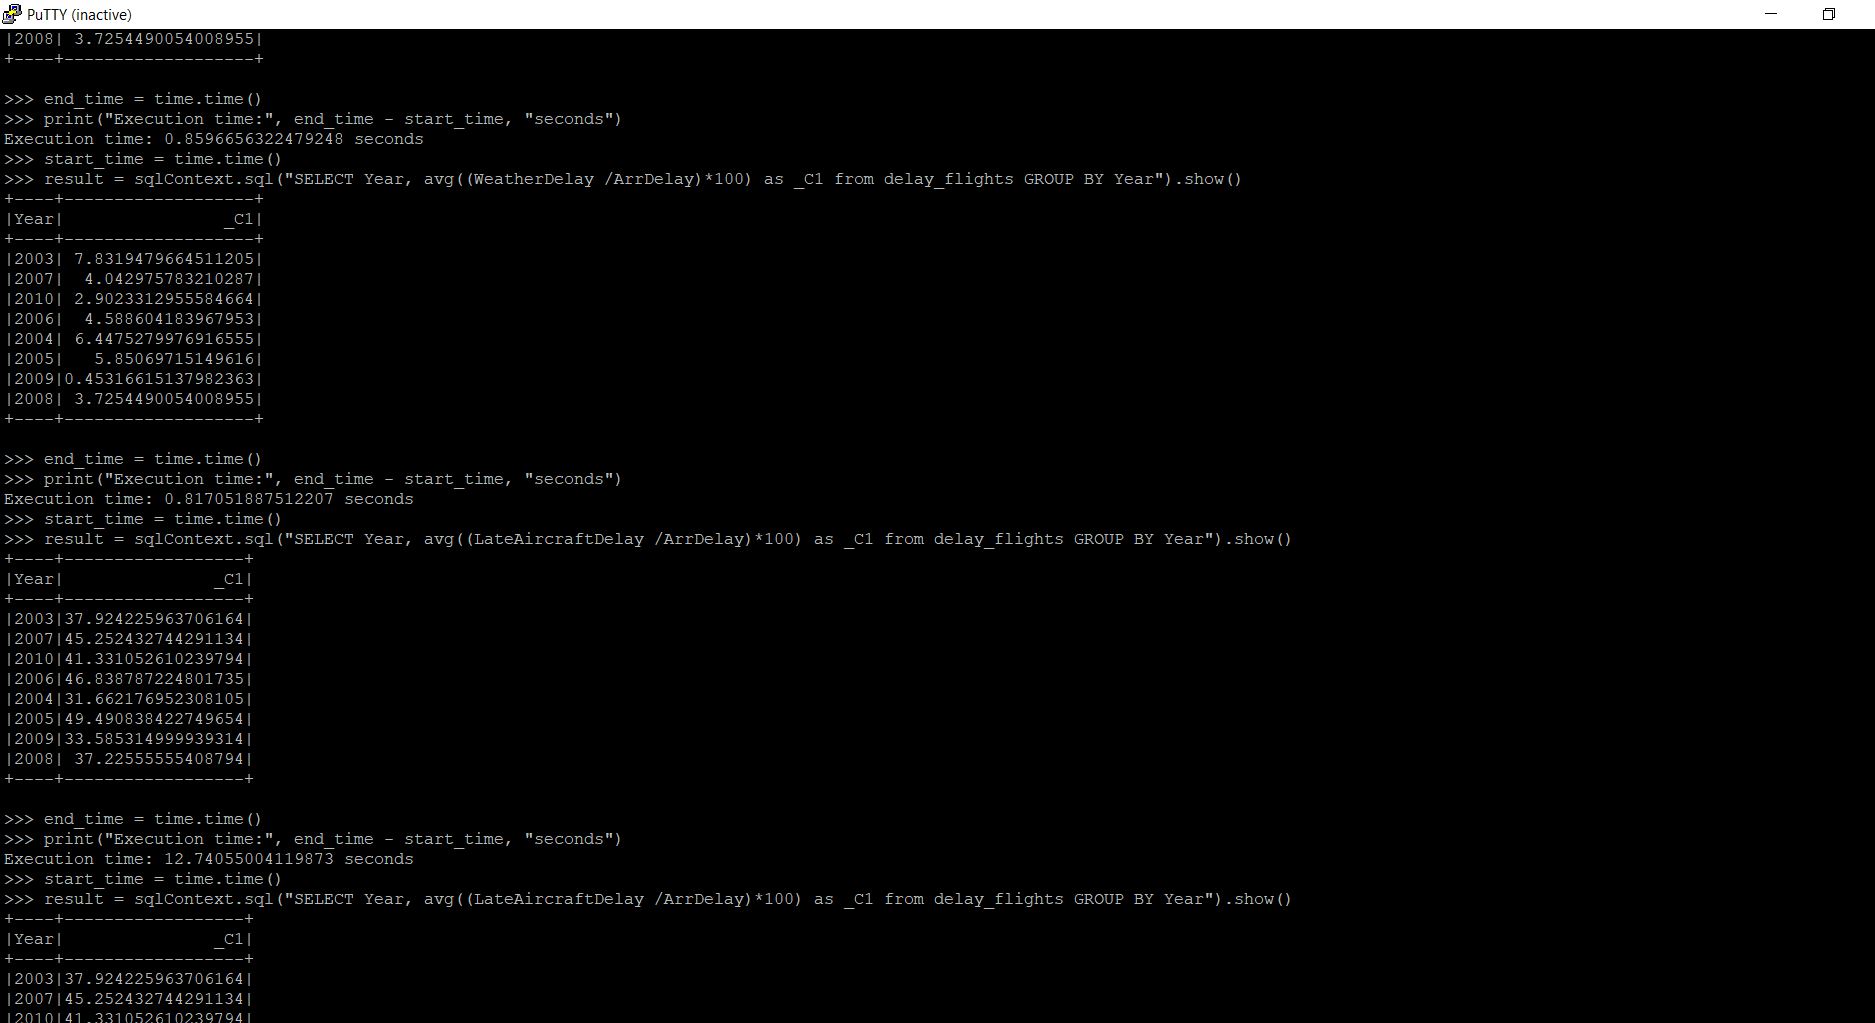 PuTTY (inactive)
|2008| 3.7254490054008955|
+----+-------------------+
>>> end_time = time.time()
>>> print("Execution time:", end_time - start_time, "seconds")
Execution time: 0.8596656322479248 seconds
>>> start_time = time.time()
>>> result = sqlContext.sql("SELECT Year, avg((WeatherDelay /ArrDelay)*100) as _C1 from delay_flights GROUP BY Year").show()
+----+-------------------+
|Year|                _C1|
+----+-------------------+
|2003| 7.8319479664511205|
|2007|  4.042975783210287|
|2010| 2.9023312955584664|
|2006|  4.588604183967953|
|2004| 6.4475279976916555|
|2005|   5.85069715149616|
|2009|0.45316615137982363|
|2008| 3.7254490054008955|
+----+-------------------+
>>> end_time = time.time()
>>> print("Execution time:", end_time - start_time, "seconds")
Execution time: 0.817051887512207 seconds
>>> start_time = time.time()
>>> result = sqlContext.sql("SELECT Year, avg((LateAircraftDelay /ArrDelay)*100) as _C1 from delay_flights GROUP BY Year").show()
+----+------------------+
|Year|               _C1|
+----+------------------+
|2003|37.924225963706164|
|2007|45.252432744291134|
|2010|41.331052610239794|
|2006|46.838787224801735|
|2004|31.662176952308105|
|2005|49.490838422749654|
|2009|33.585314999939314|
|2008| 37.22555555408794|
+----+------------------+
>>> end_time = time.time()
>>> print("Execution time:", end_time - start_time, "seconds")
Execution time: 12.74055004119873 seconds
>>> start_time = time.time()
>>> result = sqlContext.sql("SELECT Year, avg((LateAircraftDelay /ArrDelay)*100) as _C1 from delay_flights GROUP BY Year").show()
+----+------------------+
|Year|               _C1|
+----+------------------+
|2003|37.924225963706164|
|2007|45.252432744291134|
|2010|41.331052610239794|